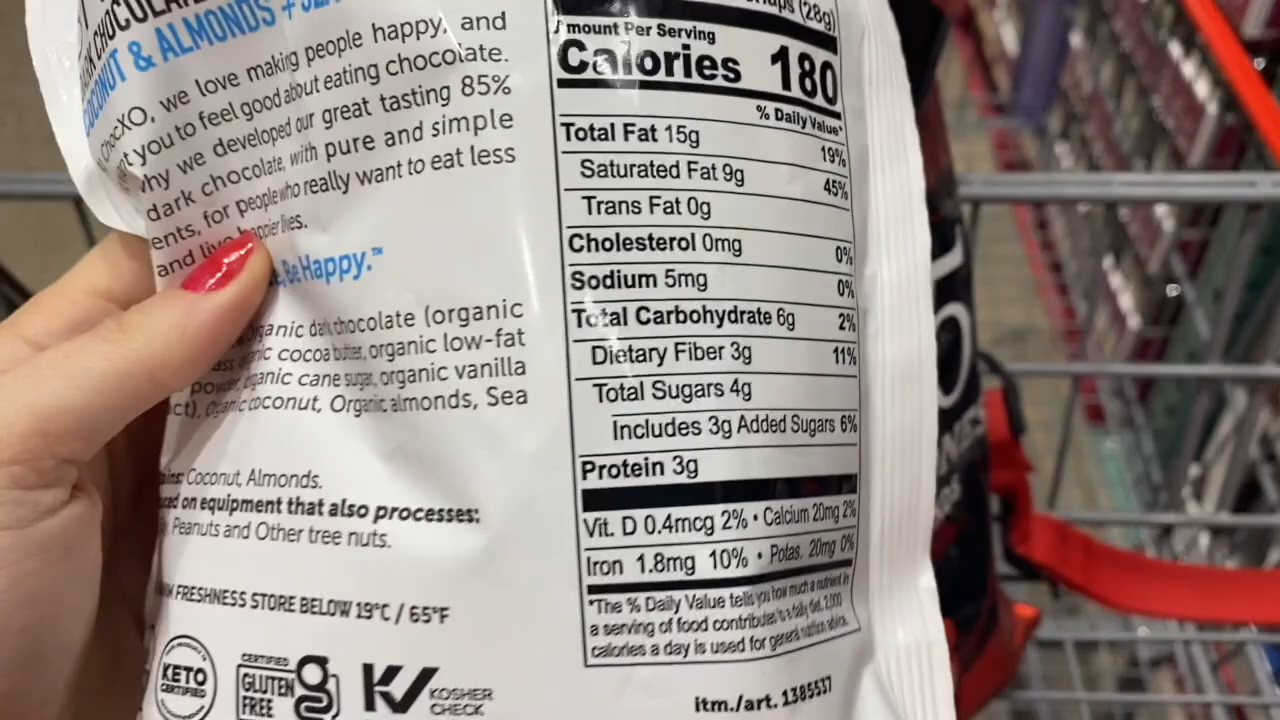 CHOCOLATE
COCONUT & ALMONDS + SEA
ChocXO, we love making people happy, and
you to feel good about eating chocolate.
why we developed our great tasting 85%
dark chocolate, with pure and simple
ents, for people who really want to eat less
and live happier lives.
Be Happy.™
organic dark chocolate (organic
organic cocoa butter, organic low-fat
powder, organic cane sugar, organic vanilla
ct), Organic coconut, Organic almonds, Sea
ains: Coconut, Almonds.
on equipment that also processes:
Peanuts and Other tree nuts.
FRESHNESS STORE BELOW 19°C / 65°F
KETO
CERTIFIED
CERTIFIED
GLUTEN
FREE
g
KV
KOSHER
CHECK
(28g)
mount Per Serving
Calories 180
% Daily Value*
Total Fat 15g 19%
Saturated Fat 9g 45%
Trans Fat 0g
Cholesterol 0mg 0%
Sodium 5mg 0%
Total Carbohydrate 6g 2%
Dietary Fiber 3g 11%
Total Sugars 4g
Includes 3g Added Sugars 6%
Protein 3g
Vit. D 0.4mcg 2% • Calcium 20mg 2%
Iron 1.8mg 10% • Potas. 20mg 0%
*The % Daily Value tells you how much a nutrient in
a serving of food contributes to a daily diet. 2,000
calories a day is used for general nutrition advice.
itm./art. 1385537